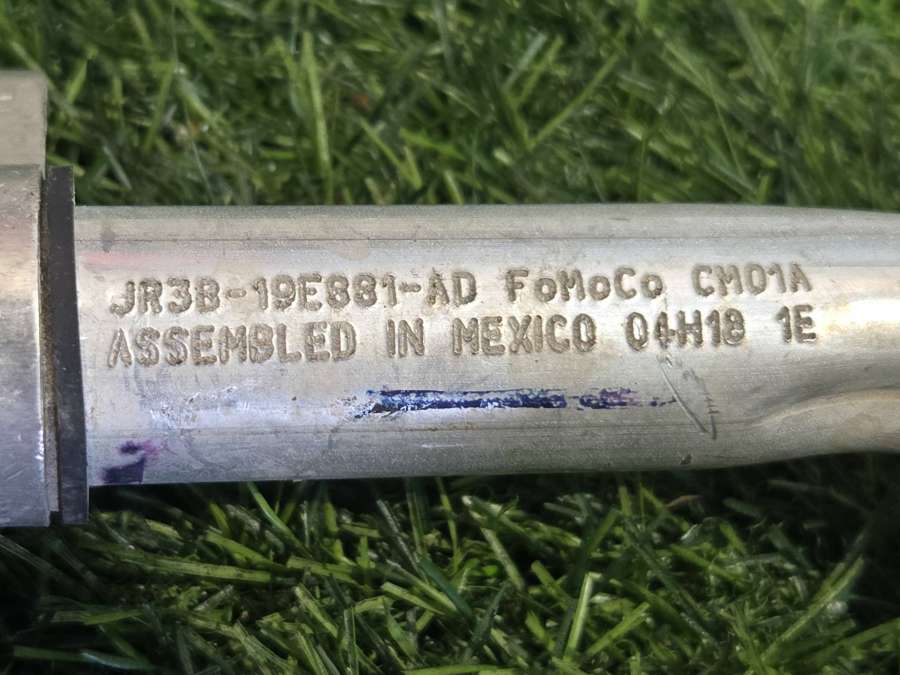 JR3B-19E881-AD FoMoCo CM01A
ASSEMBLED IN MEXICO 04H18 1E